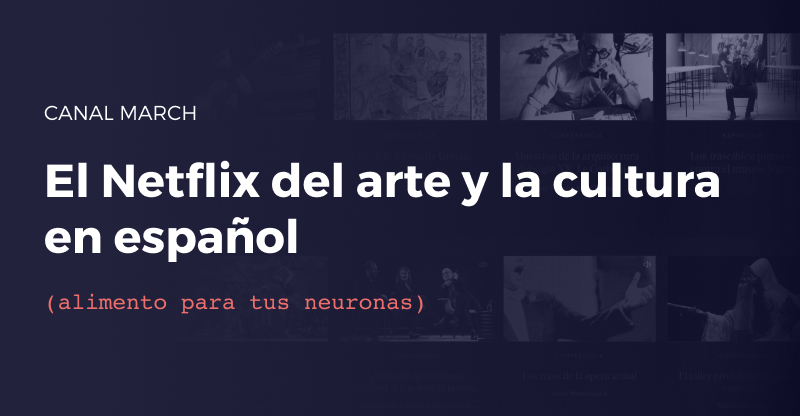 CANAL MARCH
El Netflix del arte y la cultura
en español
(alimento para tus neuronas)